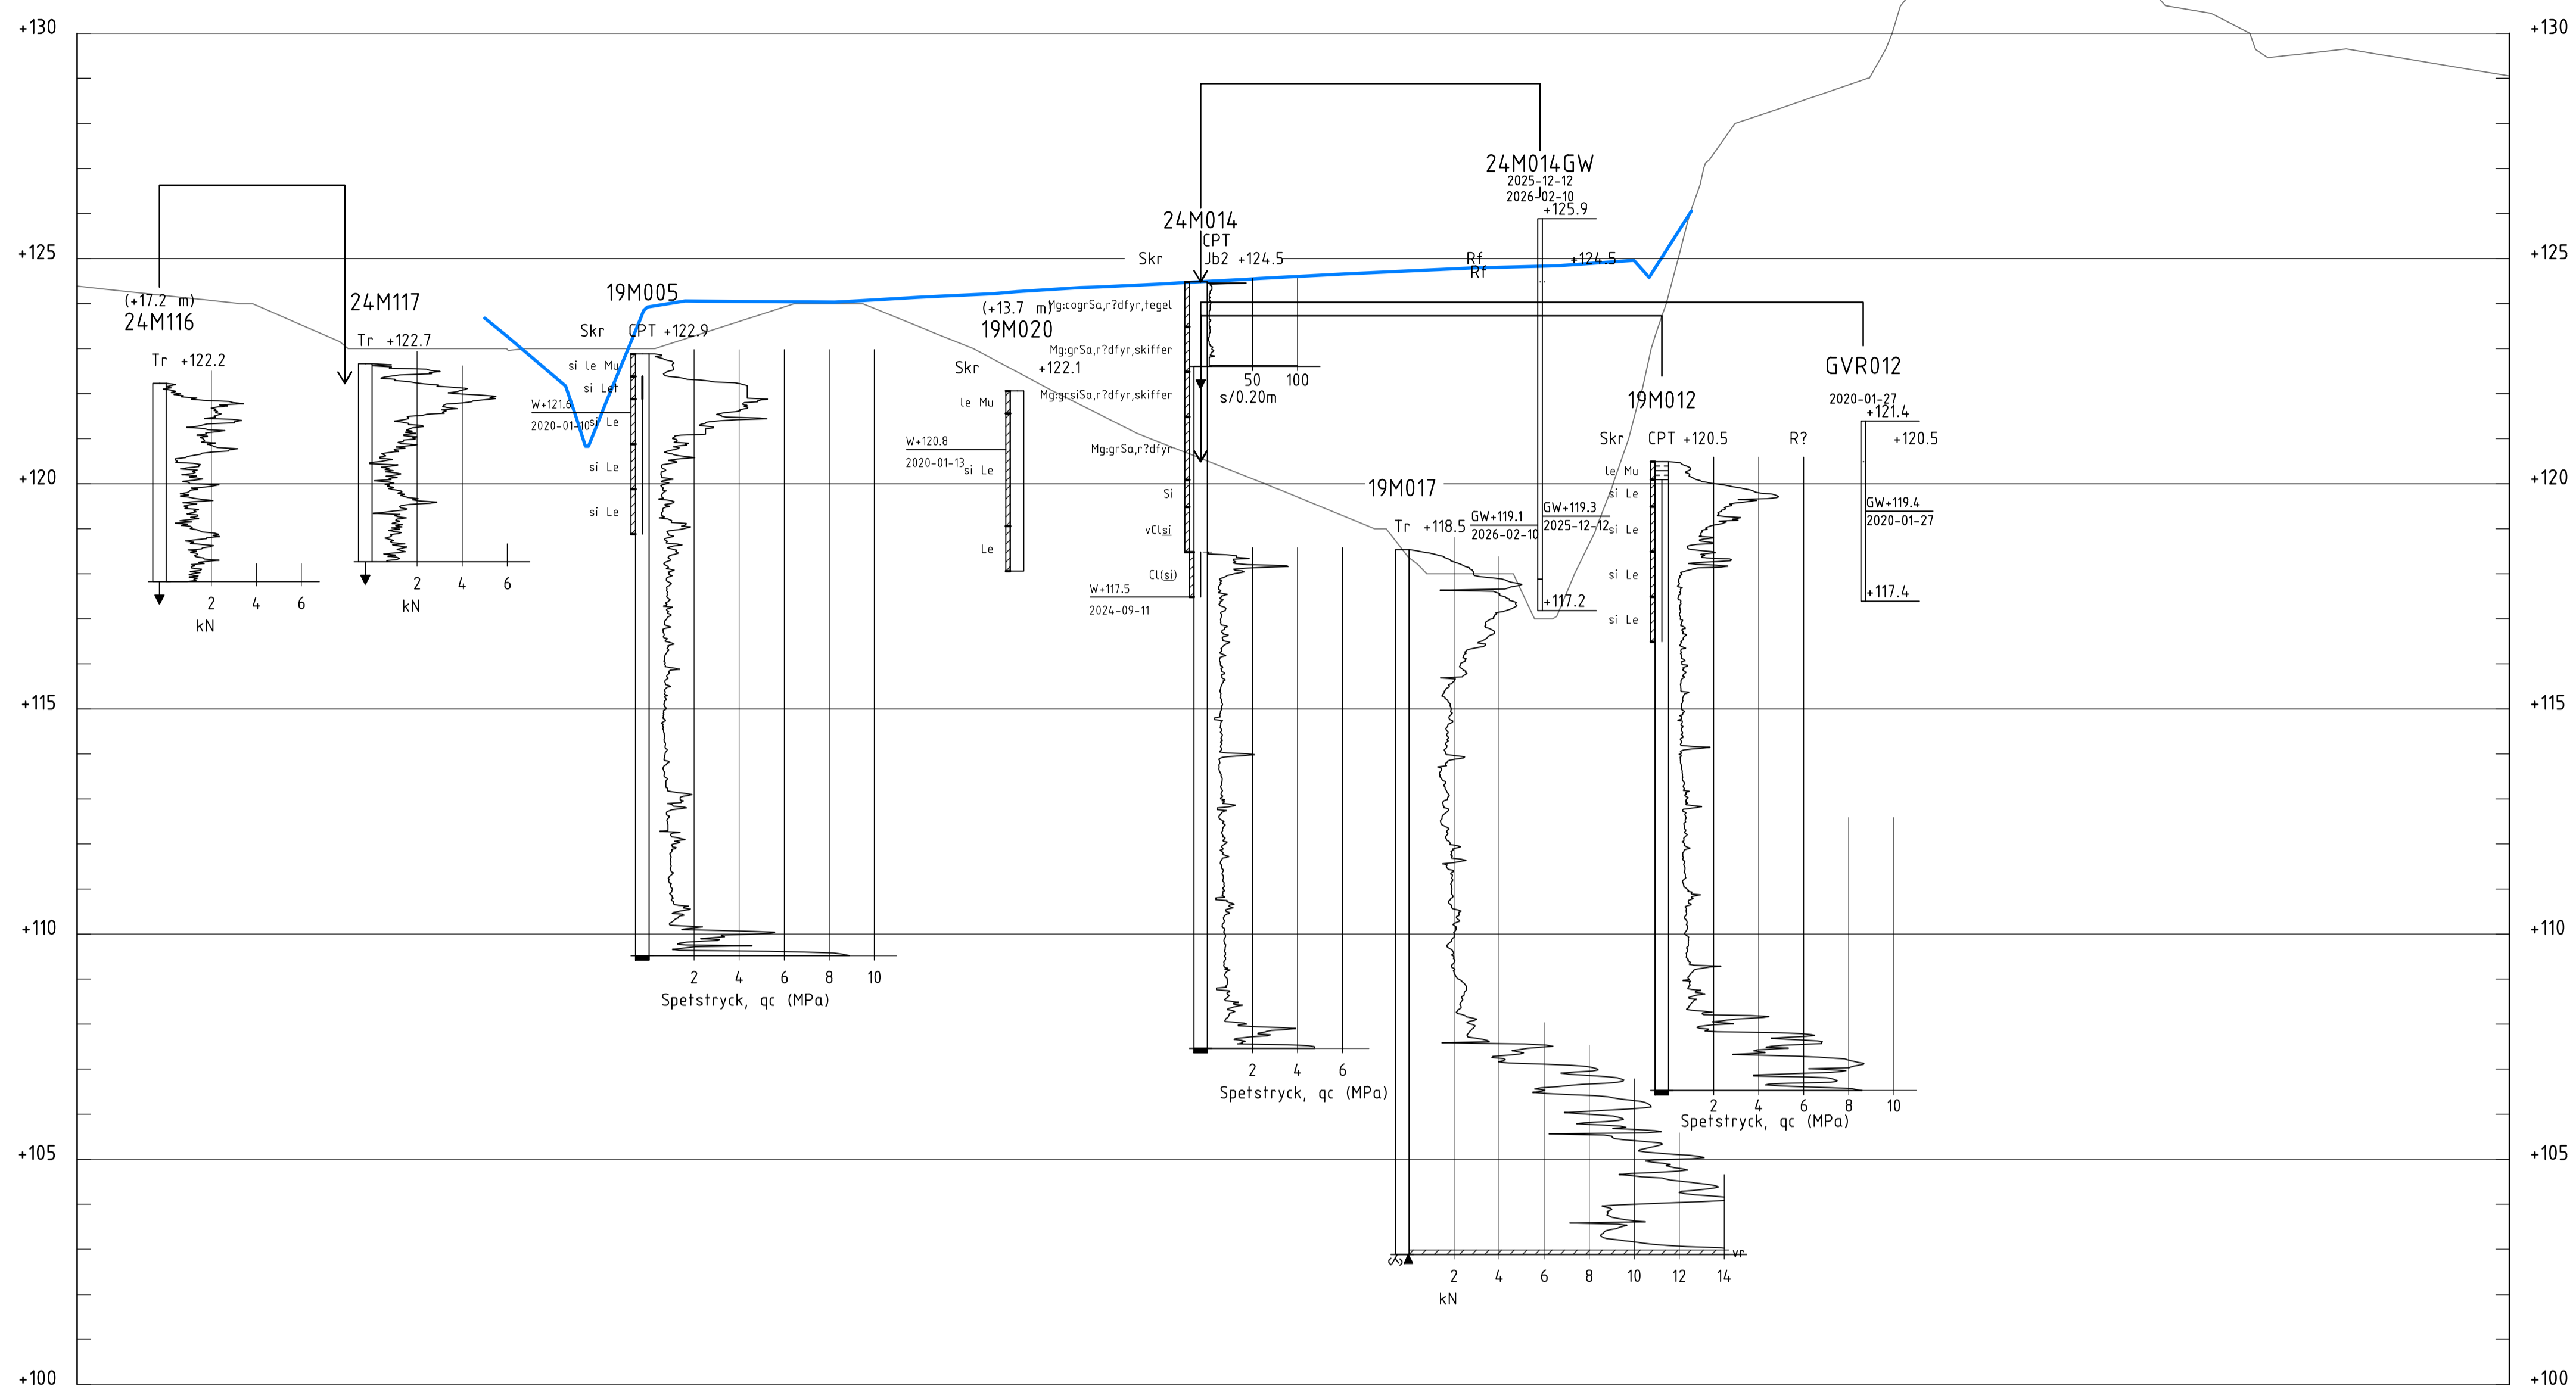 +130
+130
24M014GW
2025-12-12
2026-02-10
+125.9
24M014
CPT
+125
Skr
Jb2 +124.5
Rf
Rf
+124.5
+125
(+17.2 m)
24M116
24M117
19M005
(+13.7 m)
19M020
Mg:cogrSa,r?dfyr,tegel
Mg:grSa,r?dfyr,skiffer
Mg:grsiSa,r?dfyr,skiffer
Mg:grSa,r?dfyr
Si
vClsi
Cl(si)
W+117.5
2024-09-11
50
100
s/0.20m
Tr +122.2
Tr +122.7
Skr
CPT +122.9
si le Mu
si Let
W+121.6
2020-01-10
si Le
si Le
si Le
Skr
+122.1
le Mu
W+120.8
2020-01-13
si Le
Le
GVR012
2020-01-27
+121.4
+120.5
GW+119.4
2020-01-27
+117.4
19M012
Skr
CPT +120.5
R?
le Mu
si Le
si Le
si Le
si Le
+120
+120
19M017
Tr +118.5
GW+119.1
2026-02-10
GW+119.3
2025-12-12
+117.2
2
4
6
kN
2
4
6
kN
+115
+115
+110
+110
2
4
6
8
10
Spetstryck, qc (MPa)
2
4
6
Spetstryck, qc (MPa)
2
4
6
8
10
Spetstryck, qc (MPa)
+105
+105
vr
2
4
6
8
10
12
14
kN
+100
+100